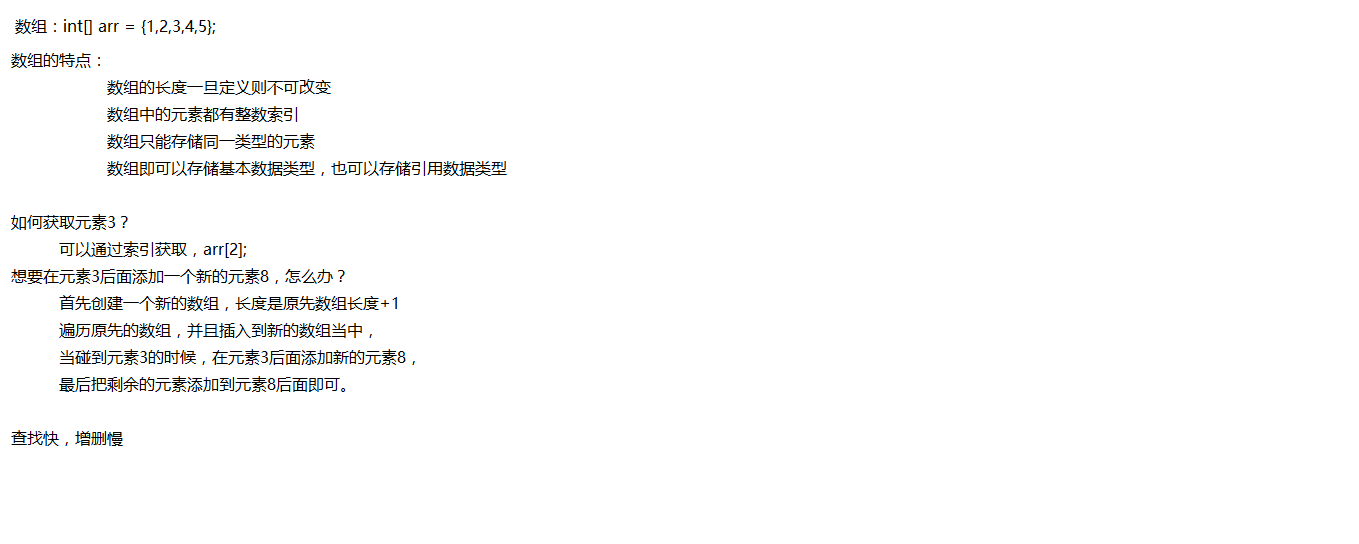 数组：int[] arr = {1,2,3,4,5};
数组的特点：
数组的长度一旦定义则不可改变
数组中的元素都有整数索引
数组只能存储同一类型的元素
数组即可以存储基本数据类型，也可以存储引用数据类型
如何获取元素3？
可以通过索引获取，arr[2];
想要在元素3后面添加一个新的元素8，怎么办？
首先创建一个新的数组，长度是原先数组长度+1
遍历原先的数组，并且插入到新的数组当中，
当碰到元素3的时候，在元素3后面添加新的元素8，
最后把剩余的元素添加到元素8后面即可。
查找快，增删慢